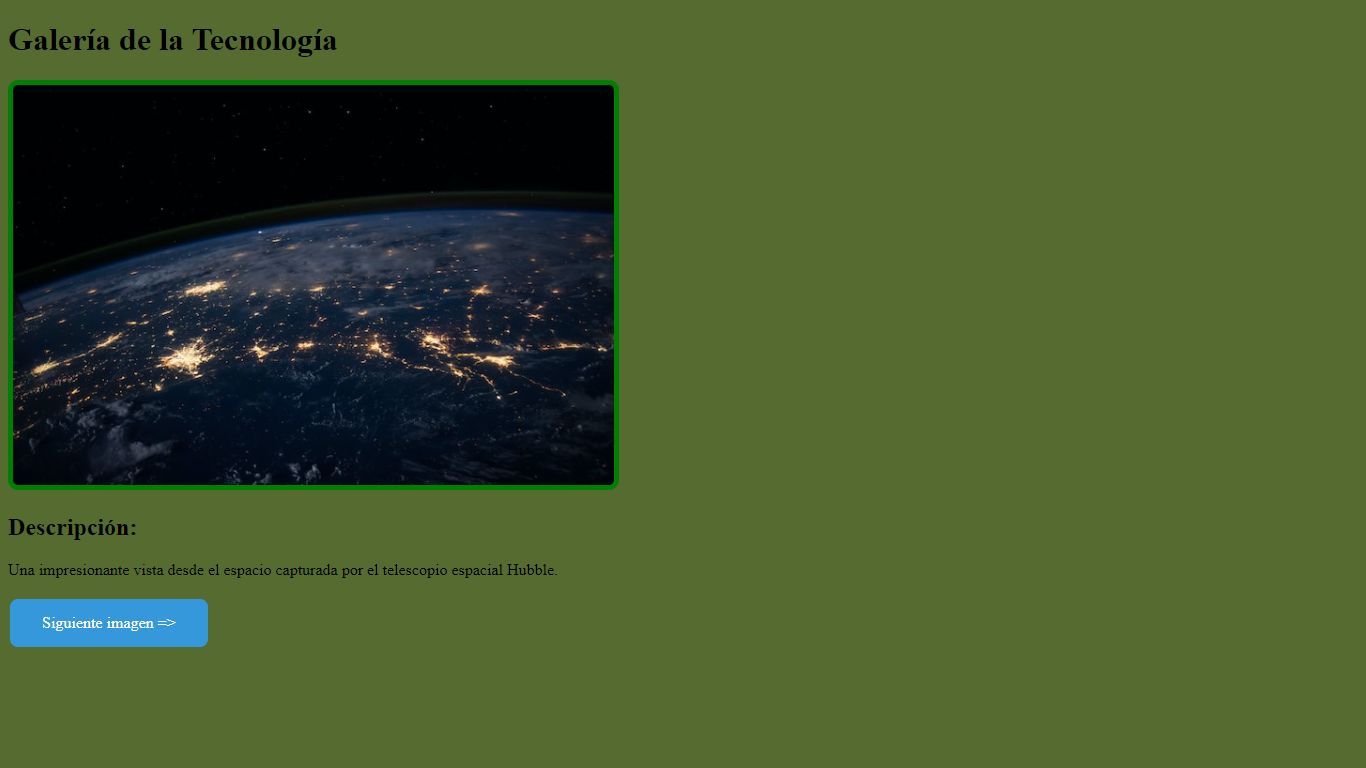 Galería de la Tecnología
Descripción:
Una impresionante vista desde el espacio capturada por el telescopio espacial Hubble.
Siguiente imagen =>